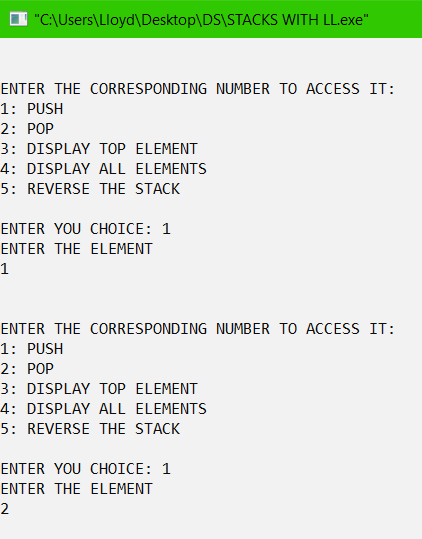 "C:\Users\Lloyd\Desktop\DS\STACKS WITH LL.exe"
ENTER THE CORRESPONDING NUMBER TO ACCESS IT:
1: PUSH
2: POP
3: DISPLAY TOP ELEMENT
4: DISPLAY ALL ELEMENTS
5: REVERSE THE STACK
ENTER YOU CHOICE: 1
ENTER THE ELEMENT
1
ENTER THE CORRESPONDING NUMBER TO ACCESS IT:
1: PUSH
2: POP
3: DISPLAY TOP ELEMENT
4: DISPLAY ALL ELEMENTS
5: REVERSE THE STACK
ENTER YOU CHOICE: 1
ENTER THE ELEMENT
2